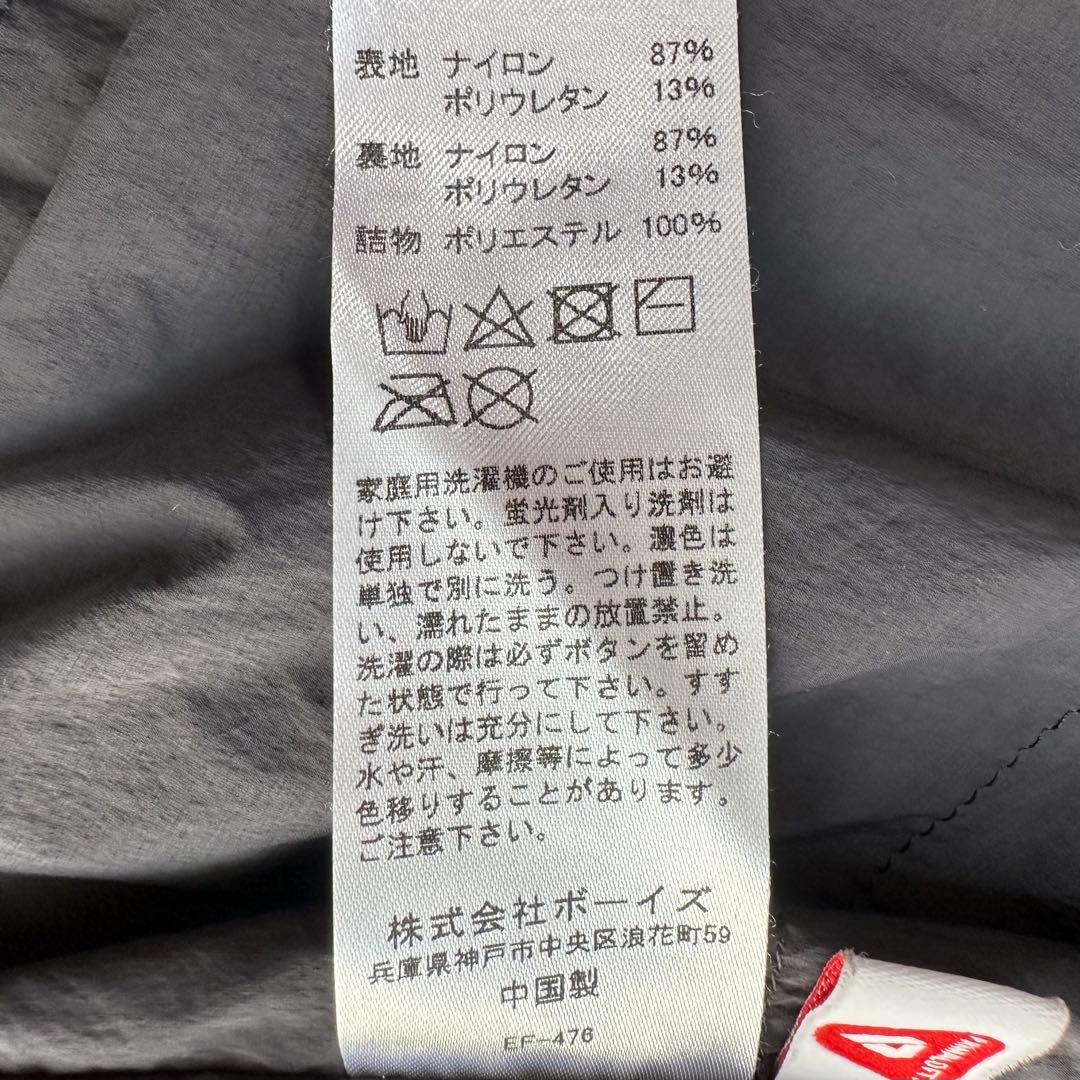 表地 ナイロン 87%
ポリウレタン 13%
裏地 ナイロン 87%
ポリウレタン 13%
詰物 ポリエステル 100%
家庭用洗濯機のご使用はお避
け下さい。蛍光剤入り洗剤は
使用しないで下さい。濃色は
単独で別に洗う。つけ置き洗
い、濡れたままの放置禁止。
洗濯の際は必ずボタンを留め
た状態で行って下さい。すす
ぎ洗いは充分にして下さい。
水や汗、摩擦等によって多少
色移りすることがあります。
ご注意下さい。
株式会社ボーイズ
兵庫県神戸市中央区浪花町59
中国製
EF-476